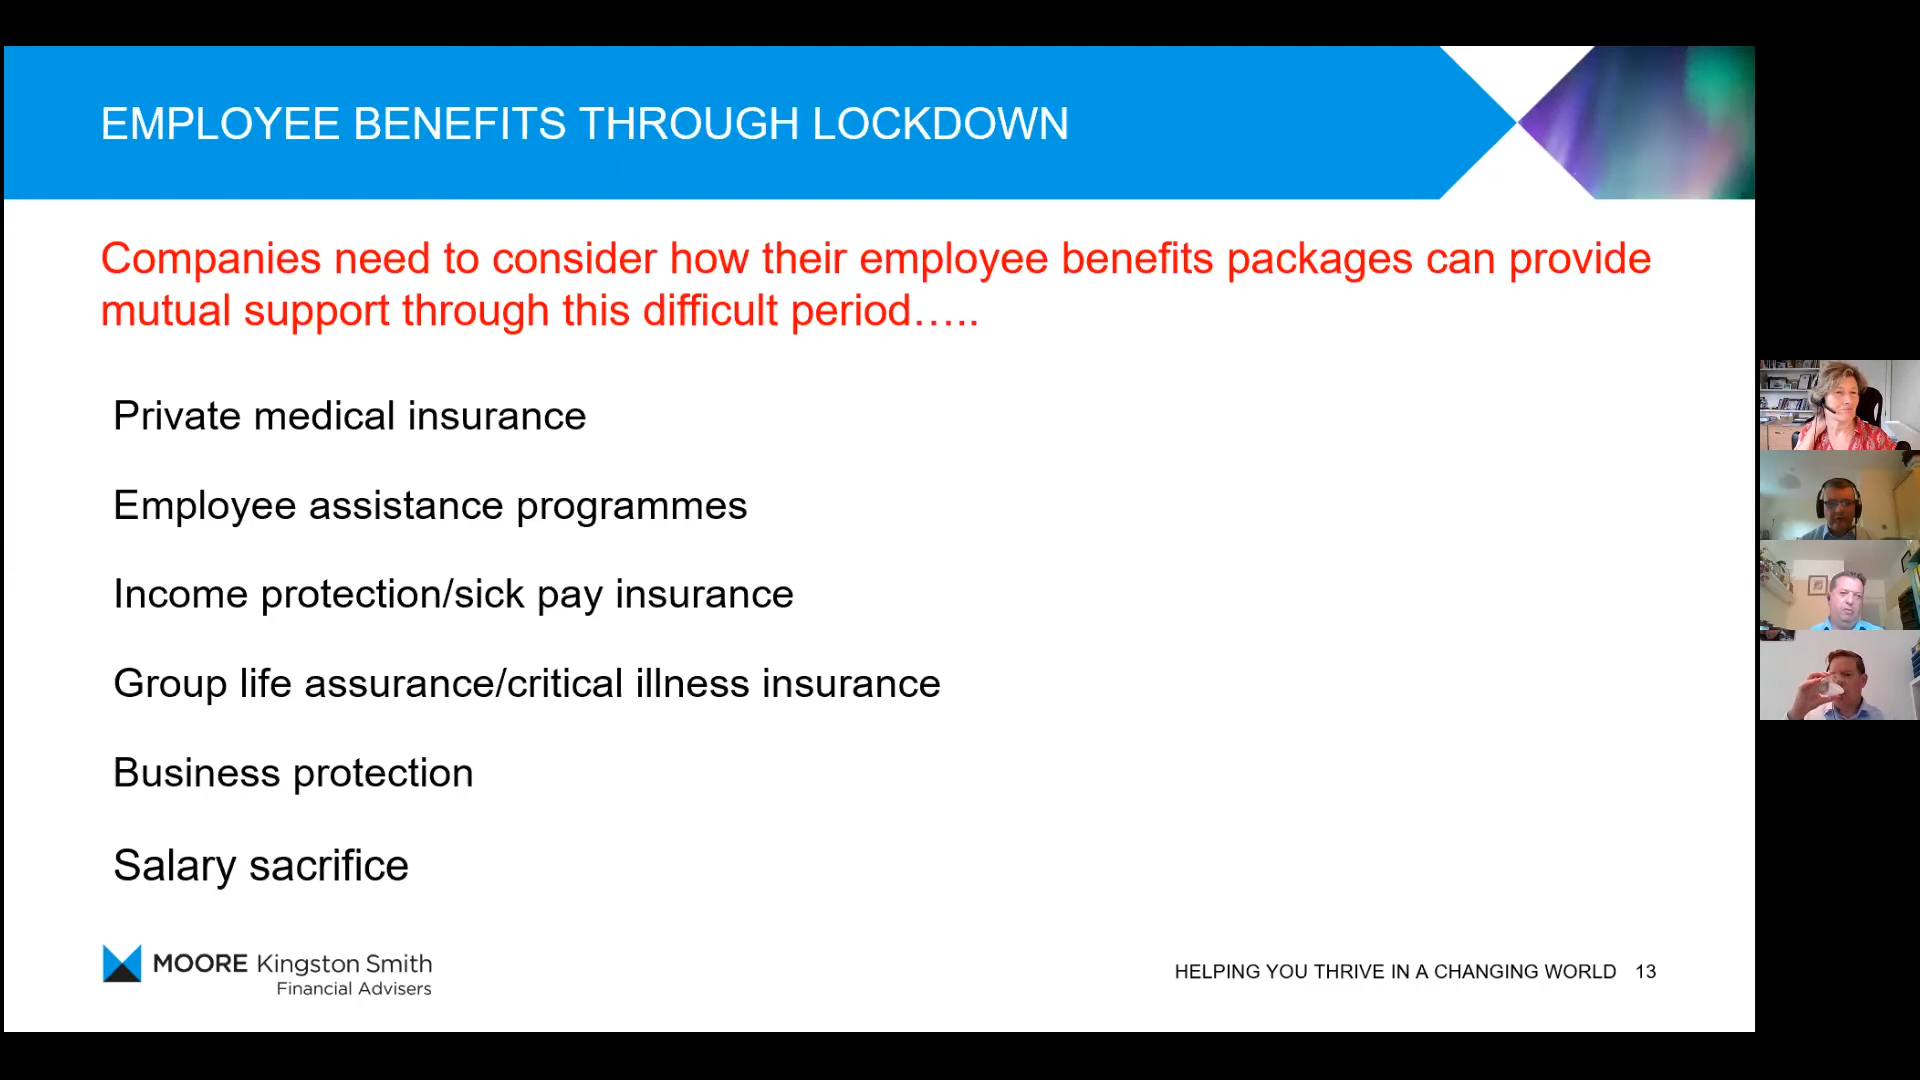 EMPLOYEE BENEFITS THROUGH LOCKDOWN
Companies need to consider how their employee benefits packages can provide
mutual support through this difficult period…..
Private medical insurance
Employee assistance programmes
Income protection/sick pay insurance
Group life assurance/critical illness insurance
Business protection
Salary sacrifice
MOORE Kingston Smith
Financial Advisers
HELPING YOU THRIVE IN A CHANGING WORLD 13